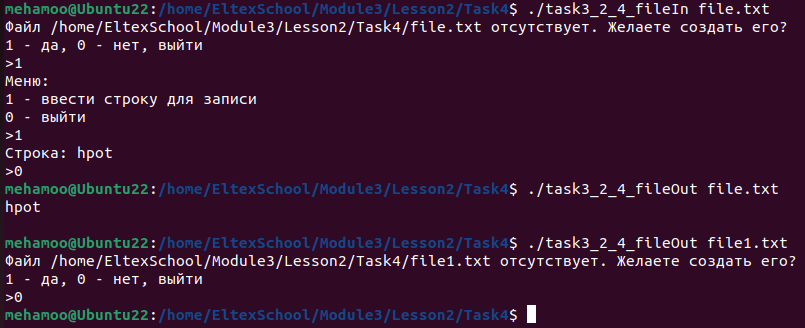 mehamoo@Ubuntu22:/home/EltexSchool/Module3/Lesson2/Task4$ ./task3_2_4_fileIn file.txt
Файл /home/EltexSchool/Module3/Lesson2/Task4/file.txt отсутствует. Желаете создать его?
1 - да, 0 - нет, выйти
>1
Меню:
1 - ввести строку для записи
0 - выйти
>1
Строка: hpot
>0
mehamoo@Ubuntu22:/home/EltexSchool/Module3/Lesson2/Task4$ ./task3_2_4_fileOut file.txt
hpot
mehamoo@Ubuntu22:/home/EltexSchool/Module3/Lesson2/Task4$ ./task3_2_4_fileOut file1.txt
Файл /home/EltexSchool/Module3/Lesson2/Task4/file1.txt отсутствует. Желаете создать его?
1 - да, 0 - нет, выйти
>0
mehamoo@Ubuntu22:/home/EltexSchool/Module3/Lesson2/Task4$